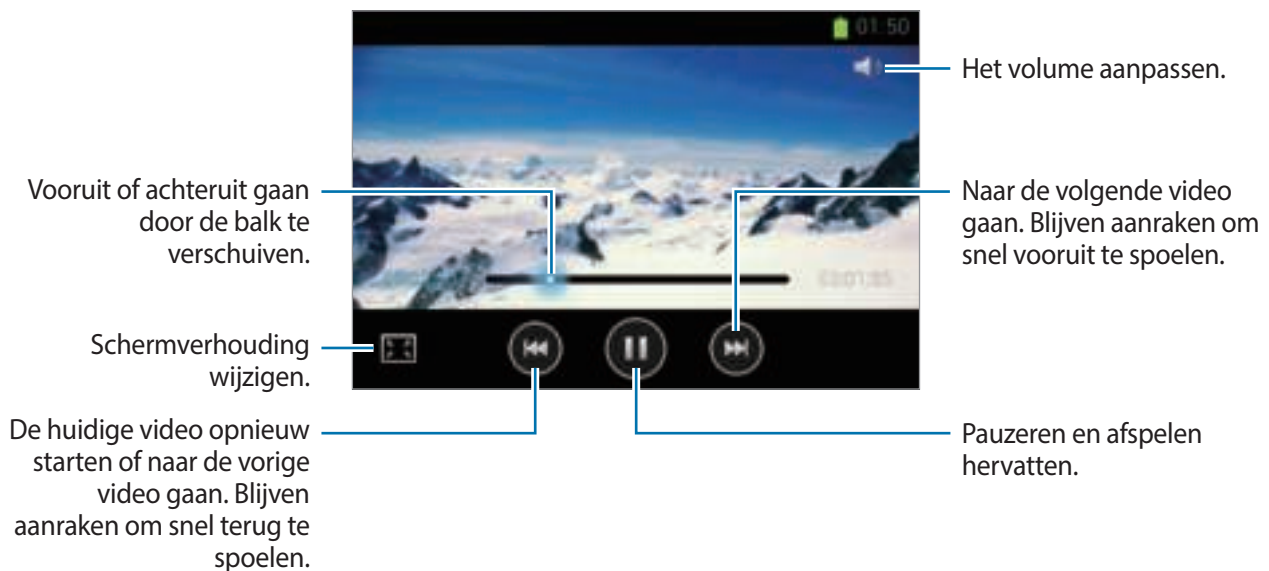 01:50
Het volume aanpassen.
Vooruit of achteruit gaan
door de balk te
verschuiven.
Naar de volgende video
gaan. Blijven aanraken om
snel vooruit te spoelen.
Schermverhouding
wijzigen.
De huidige video opnieuw
starten of naar de vorige
video gaan. Blijven
aanraken om snel terug te
spoelen.
Pauzeren en afspelen
hervatten.